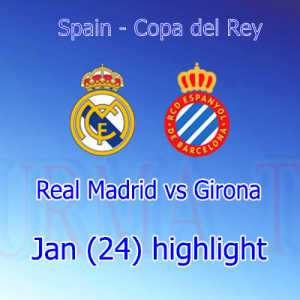 Spain - Copa del Rey
RCD ESPANYOL
DE BARCELONA
Real Madrid vs Girona
Jan (24) highlight